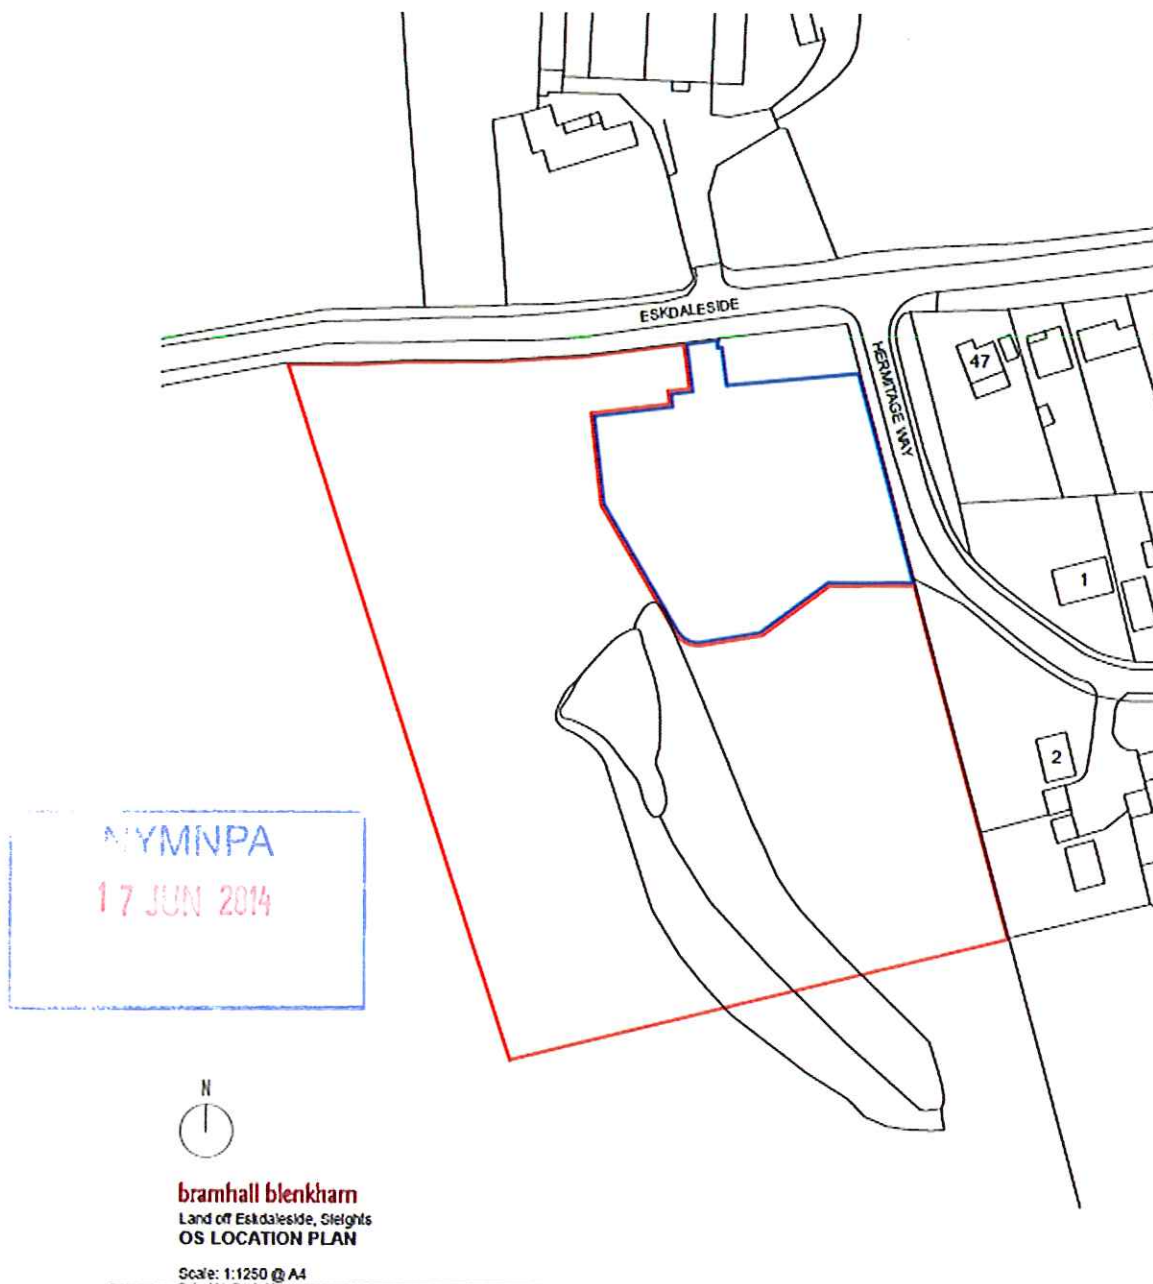 ESKDALESIDE
HERMITAGE WAY
47
1
2
NYMNPA
17 JUN 2014
N
bramhall blenkharn
Land off Eskdaleside, Sleights
OS LOCATION PLAN
Scale: 1:1250 @ A4